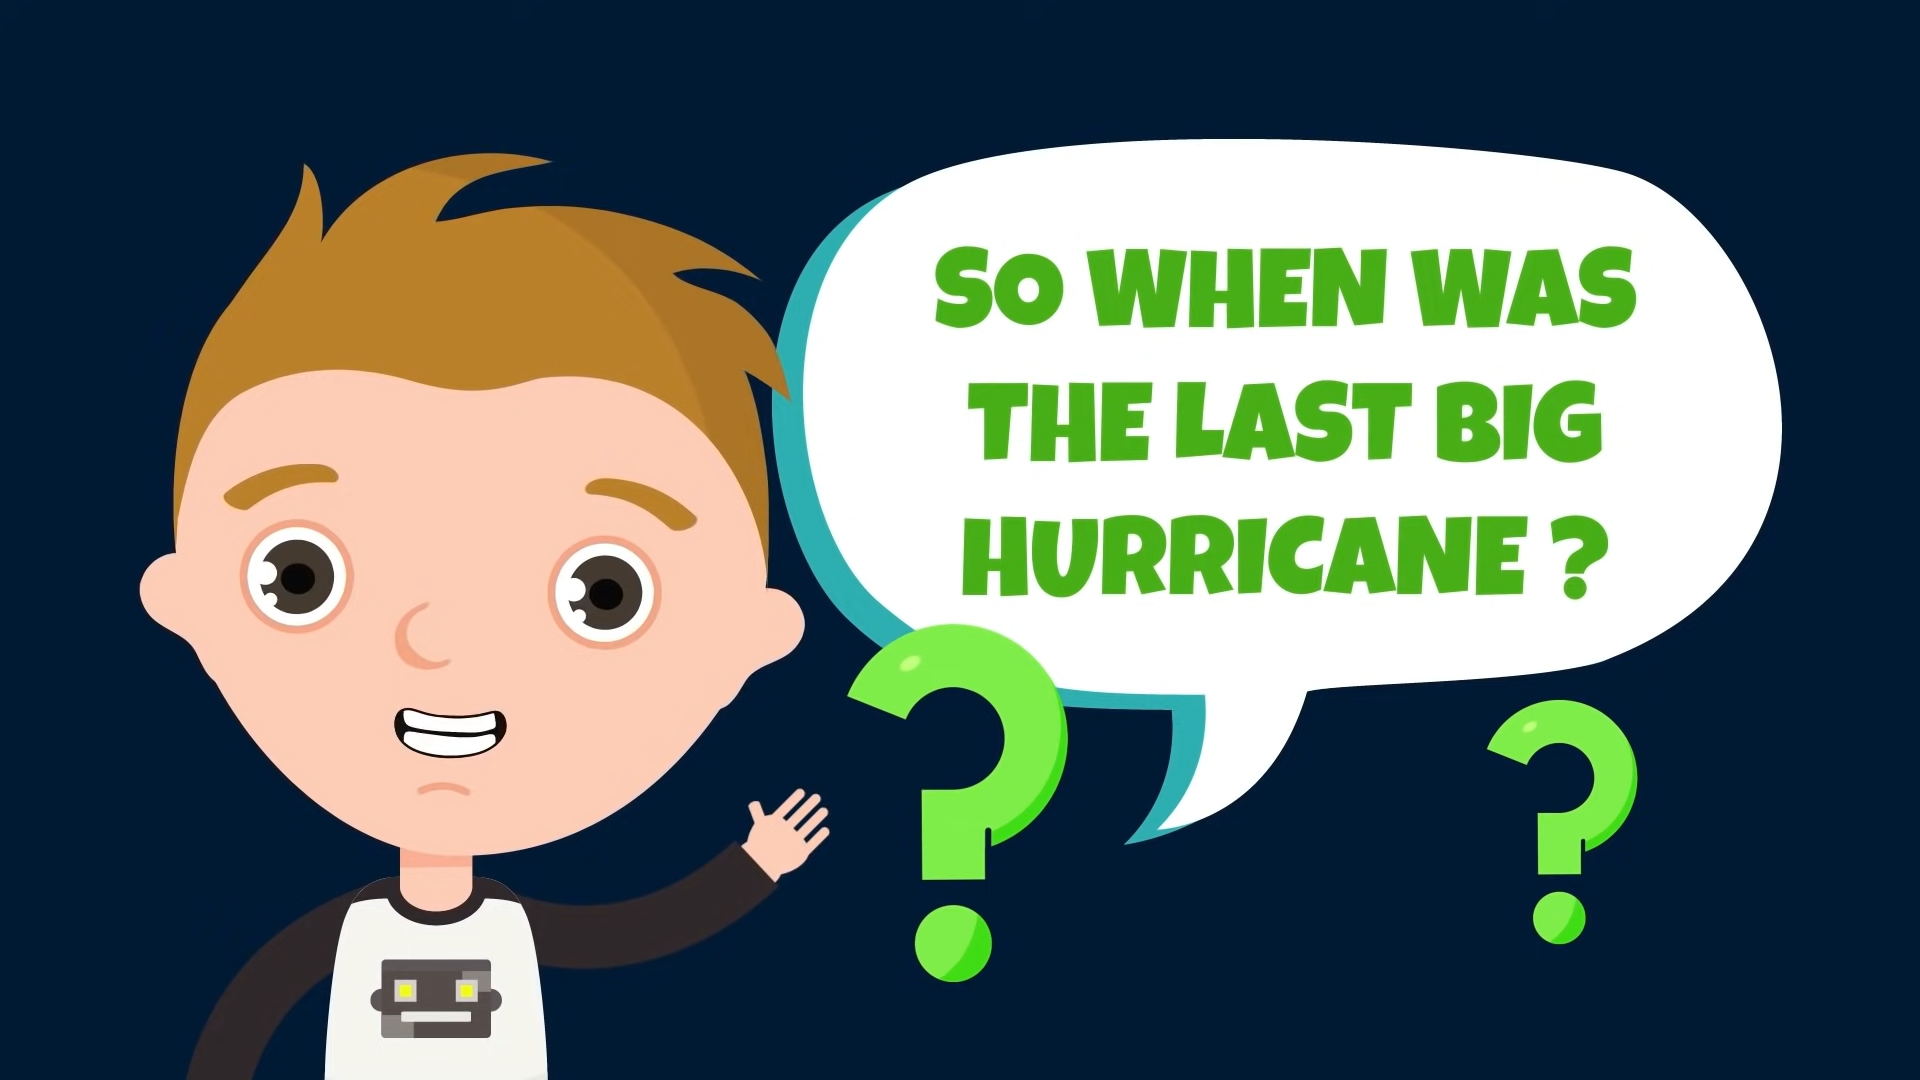 SO WHEN WAS
THE LAST BIG
HURRICANE ?
? ?